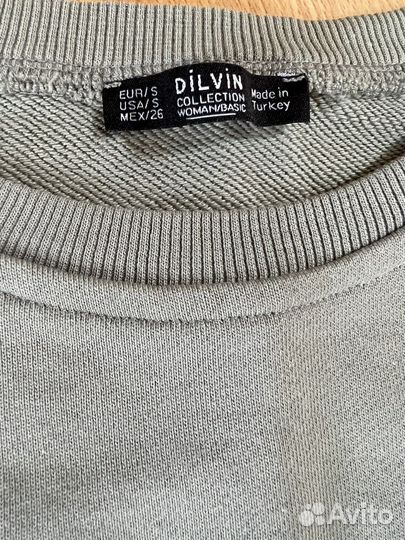 EUR/S
USA/S
MEX/26
DİLVİN
COLLECTION
WOMAN/BASIC
Made in
Turkey
Avito